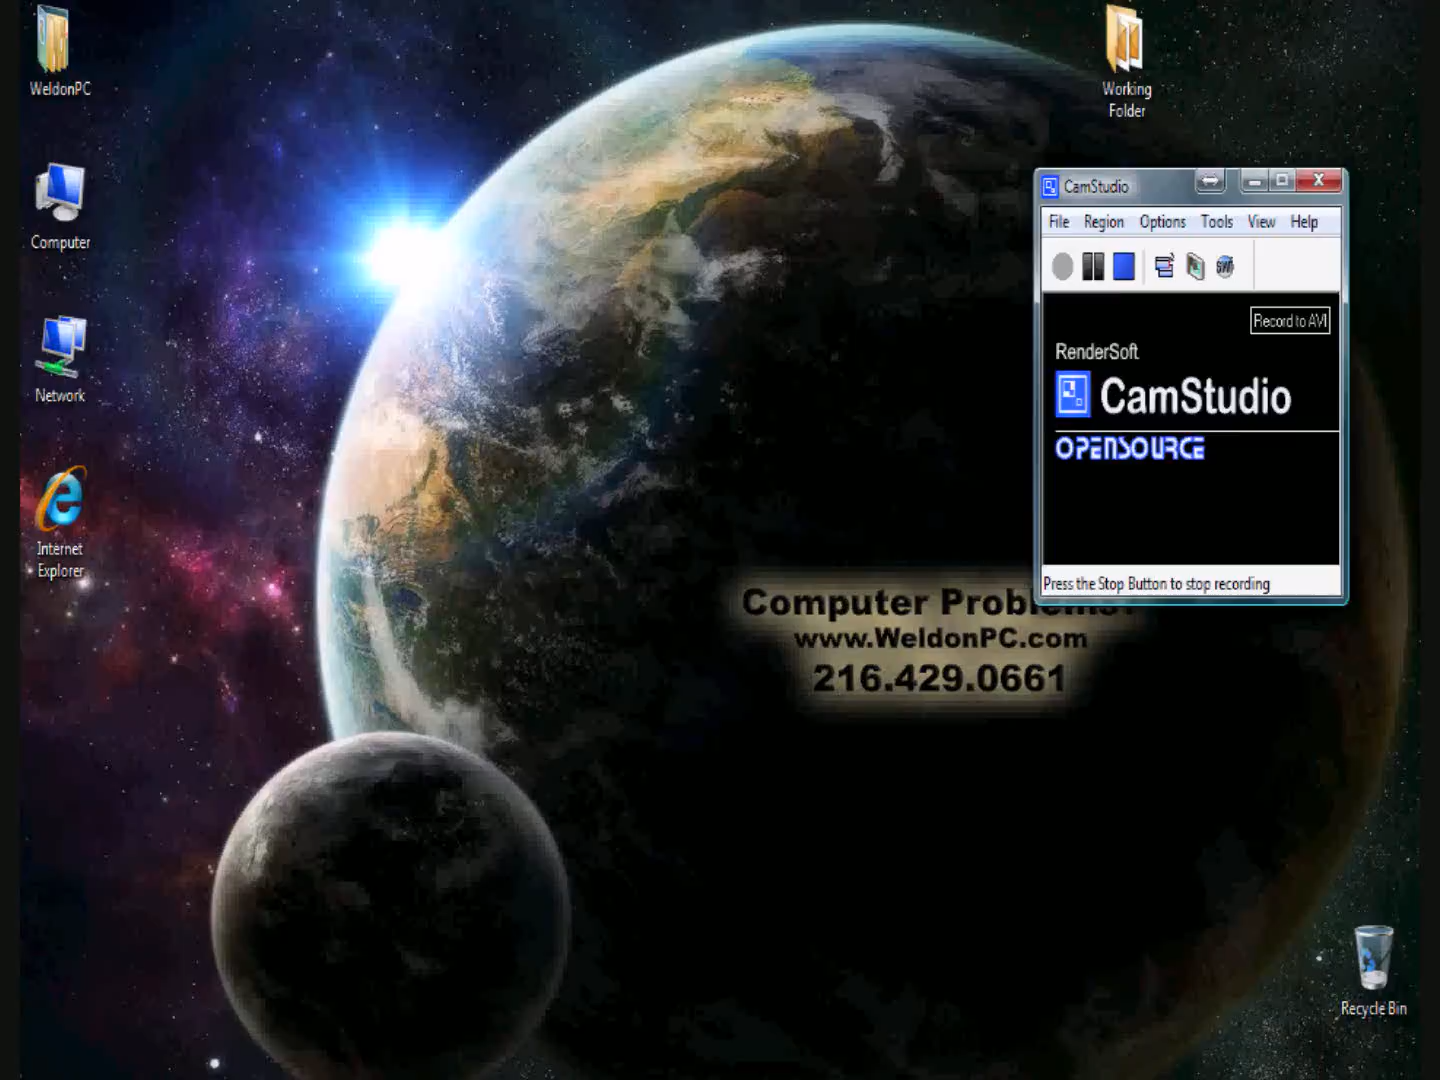 WeldonPC
Working
Folder
CamStudio
File Region Options Tools View Help
Computer
Record to AVI
RenderSoft
CamStudio
OPENSOURCE
Network
Internet
Explorer
Press the Stop Button to stop recording
Computer
www.WeldonPC.com
216.429.0661
Recycle Bin